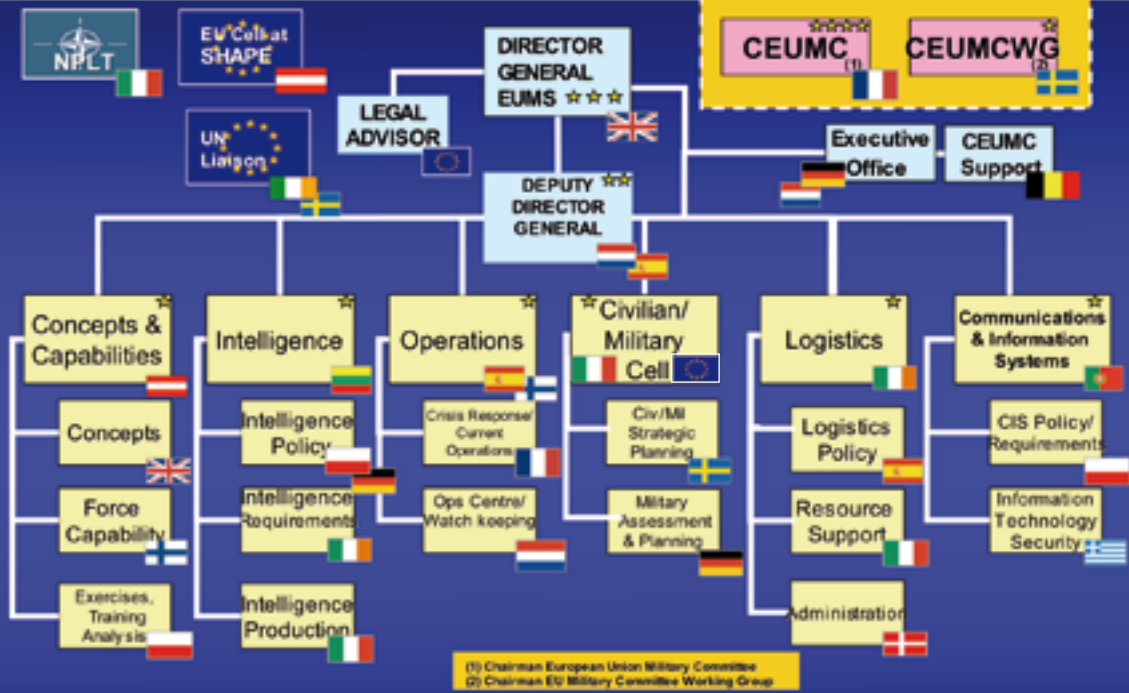 NPLT
EU Cell at
SHAPE
UN
Liaison
LEGAL
ADVISOR
DIRECTOR
GENERAL
EUMS
CEUMC
(1)
CEUMCWG
(2)
Executive
Office
CEUMC
Support
DEPUTY
DIRECTOR
GENERAL
Concepts &
Capabilities
Intelligence
Operations
Civilian/
Military
Cell
Logistics
Communications
& Information
Systems
Concepts
Intelligence
Policy
Crisis Response/
Current
Operations
Civ/Mil
Strategic
Planning
Logistics
Policy
CIS Policy/
Requirements
Force
Capability
Intelligence
Requirements
Ops Centre/
Watch keeping
Military
Assessment
& Planning
Resource
Support
Information
Technology
Security
Exercises,
Training
Analysis
Intelligence
Production
Administration
(1) Chairman European Union Military Committee
(2) Chairman EU Military Committee Working Group